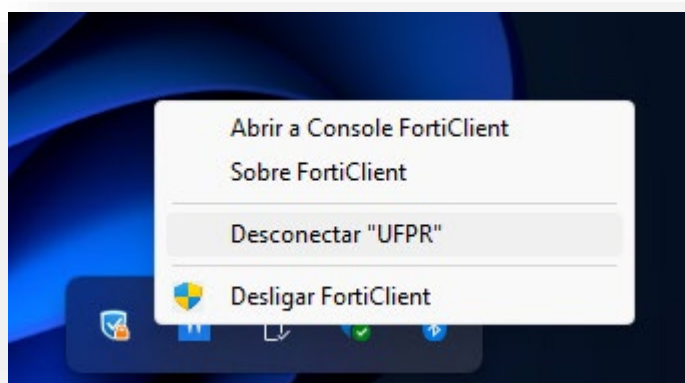 Abrir a Console FortiClient
Sobre FortiClient
Desconectar "UFPR"
Desligar FortiClient